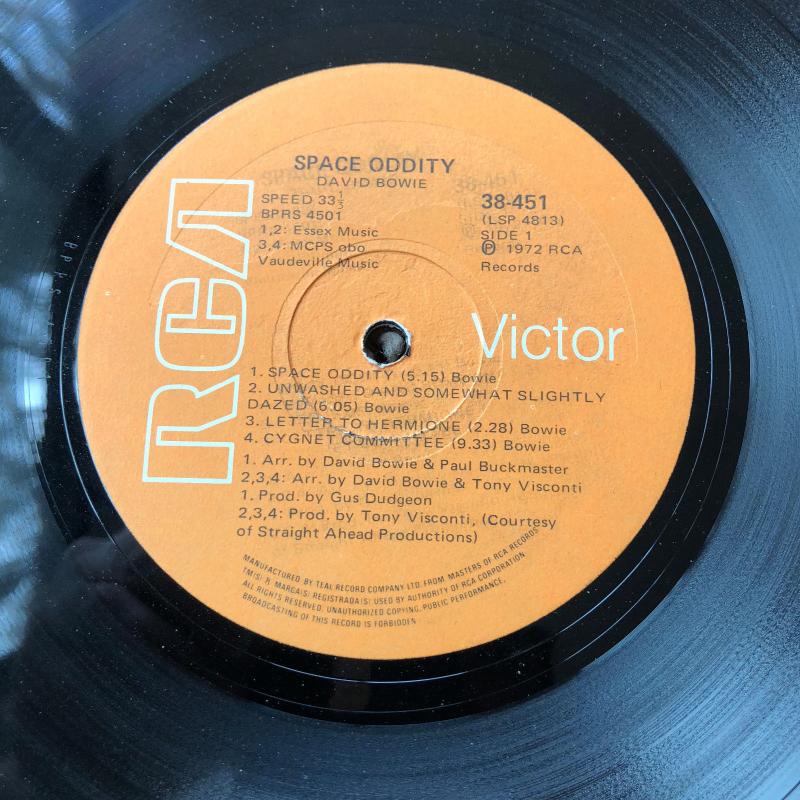 SPACE ODDITY
DAVID BOWIE
SPEED 33⅓
BPRS 4501
1,2: Essex Music
3,4: MCPS obo
Vaudeville Music
38-451
(LSP 4813)
SIDE 1
Ⓟ 1972 RCA
Records
RCA
Victor
1. SPACE ODDITY (5.15) Bowie
2. UNWASHED AND SOMEWHAT SLIGHTLY
DAZED (6.05) Bowie
3. LETTER TO HERMIONE (2.28) Bowie
4. CYGNET COMMITTEE (9.33) Bowie
1. Arr. by David Bowie & Paul Buckmaster
2,3,4: Arr. by David Bowie & Tony Visconti
1. Prod. by Gus Dudgeon
2,3,4: Prod. by Tony Visconti, (Courtesy
of Straight Ahead Productions)
MANUFACTURED BY TEAL RECORD COMPANY LTD. FROM MASTERS OF RCA RECORDS
TM(S) ® MARCA(S) REGISTRADA(S) USED BY AUTHORITY OF RCA CORPORATION
ALL RIGHTS RESERVED. UNAUTHORIZED COPYING, PUBLIC PERFORMANCE,
BROADCASTING OF THIS RECORD IS FORBIDDEN